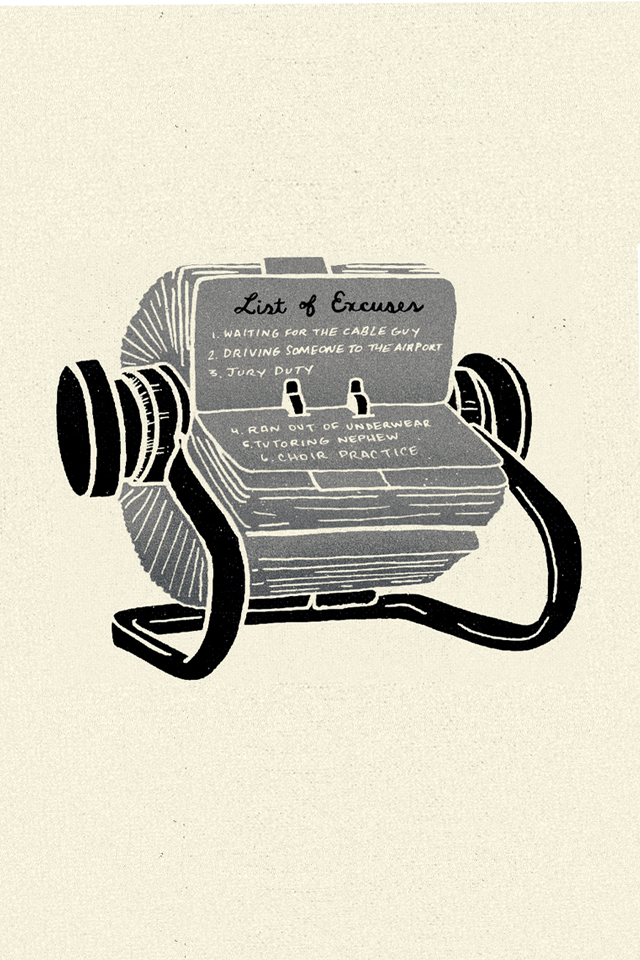 List of Excuses
1. WAITING FOR THE CABLE GUY
2. DRIVING SOMEONE TO THE AIRPORT
3. JURY DUTY
4. RAN OUT OF UNDERWEAR
5. TUTORING NEPHEW
6. CHOIR PRACTICE